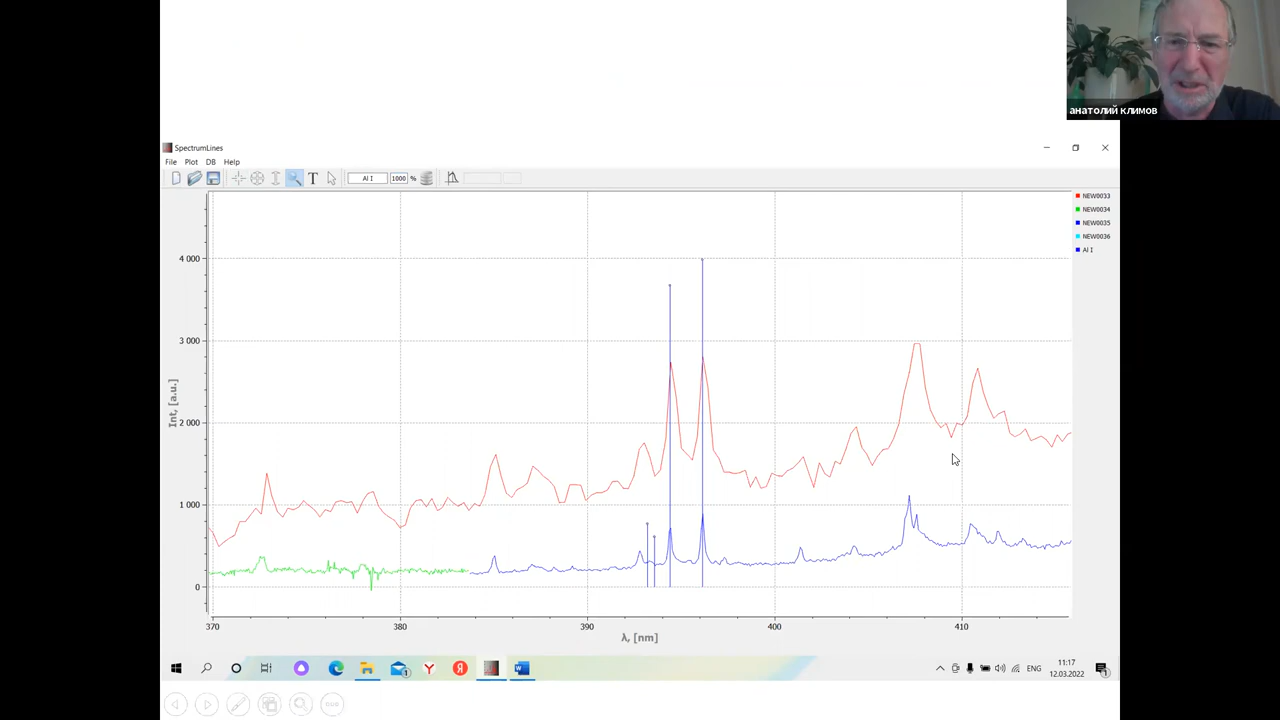 анатолий климов
SpectrumLines
File Plot DB Help
T Al I 1000 %
NEW0033
NEW0034
NEW0035
NEW0036
Al I
4 000
3 000
2 000
1 000
0
Int, [a.u.]
370 380 390 400 410
λ, [nm]
ENG
11:17
12.03.2022